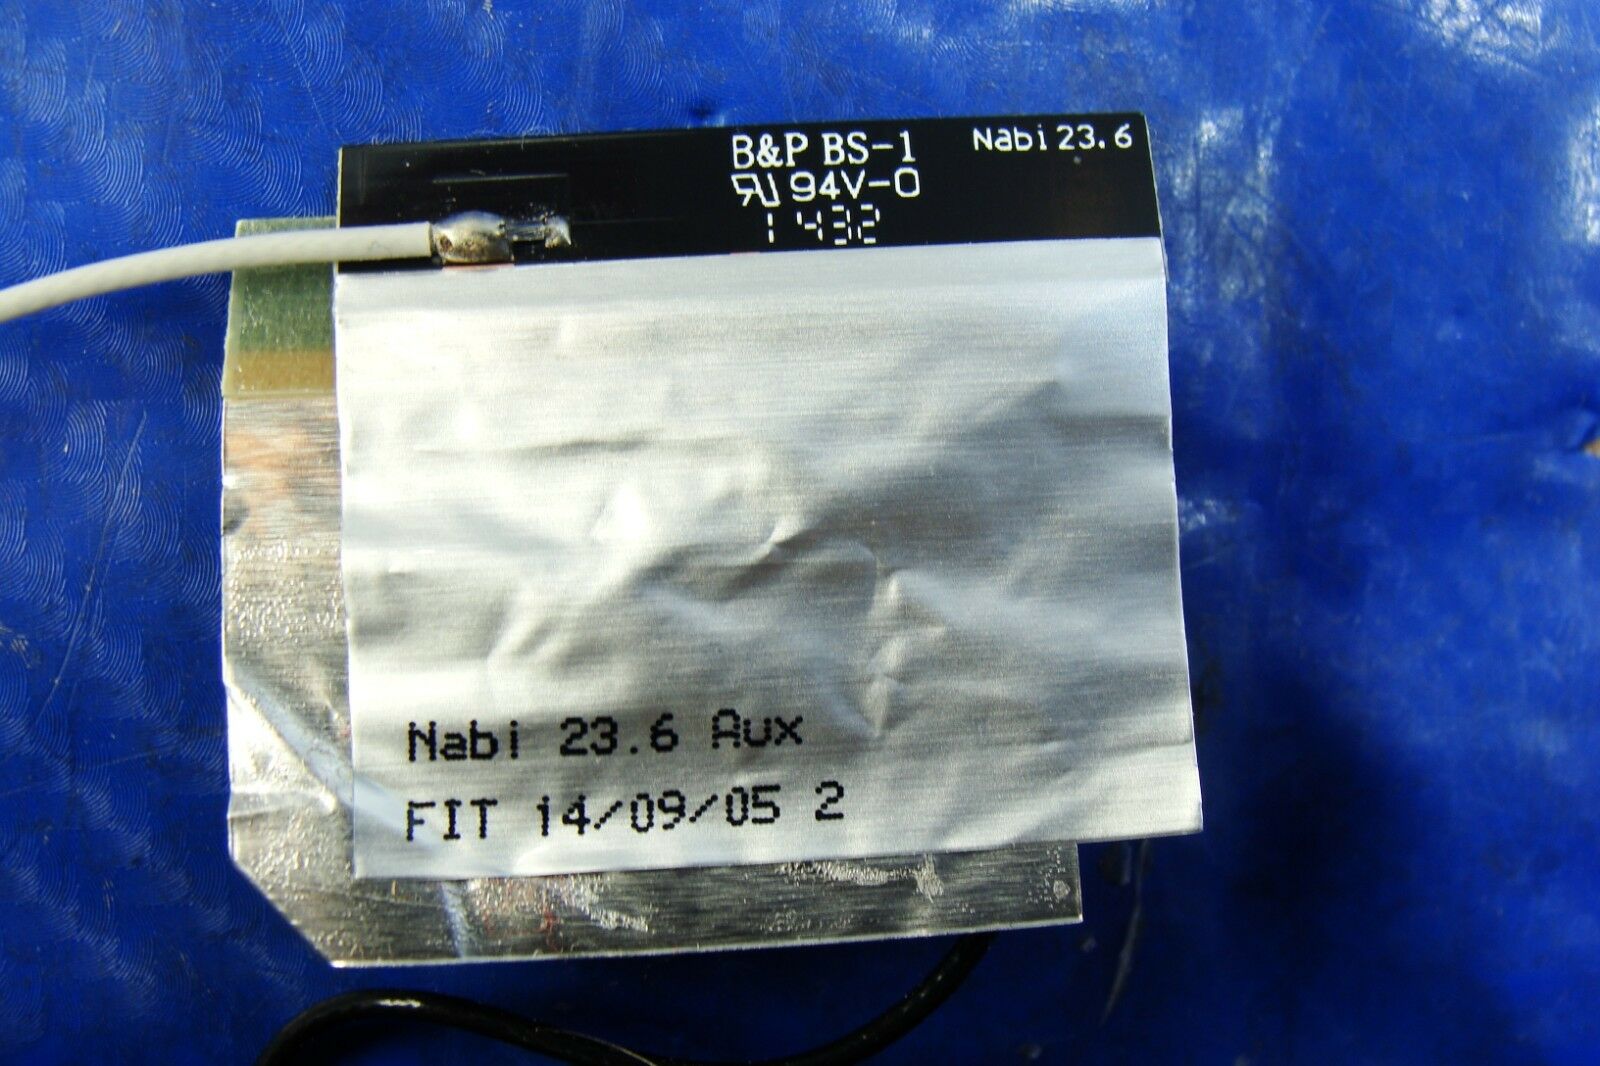 B&P BS-1
Nabi 23.6
94V-0
1432
Nabi 23.6 Aux
FIT 14/09/05 2